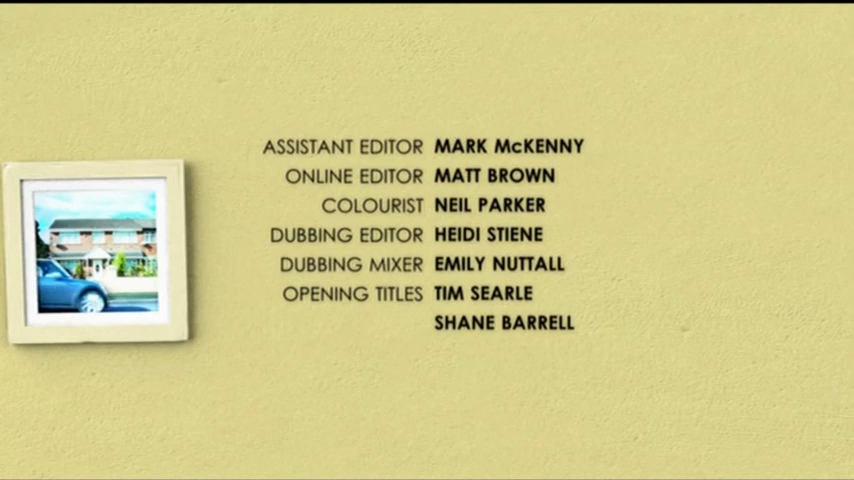 ASSISTANT EDITOR MARK McKENNY
ONLINE EDITOR MATT BROWN
COLOURIST NEIL PARKER
DUBBING EDITOR HEIDI STIENE
DUBBING MIXER EMILY NUTTALL
OPENING TITLES TIM SEARLE
SHANE BARRELL